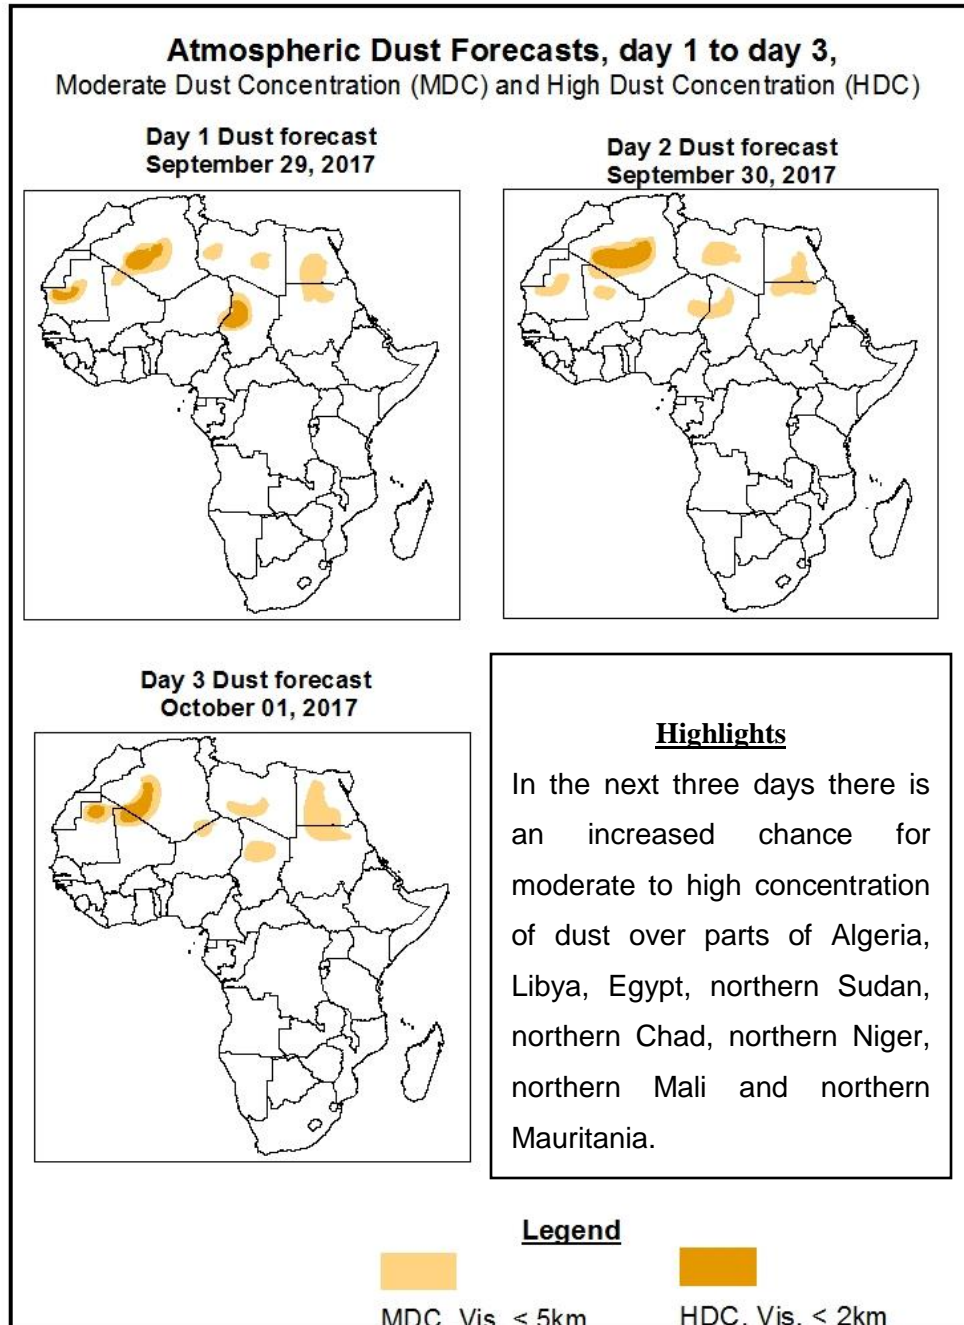 Atmospheric Dust Forecasts, day 1 to day 3,
Moderate Dust Concentration (MDC) and High Dust Concentration (HDC)
Day 1 Dust forecast
September 29, 2017
Day 2 Dust forecast
September 30, 2017
Day 3 Dust forecast
October 01, 2017
Highlights
In the next three days there is
an increased chance for
moderate to high concentration
of dust over parts of Algeria,
Libya, Egypt, northern Sudan,
northern Chad, northern Niger,
northern Mali and northern
Mauritania.
Legend
MDC, Vis. < 5km
HDC, Vis. < 2km